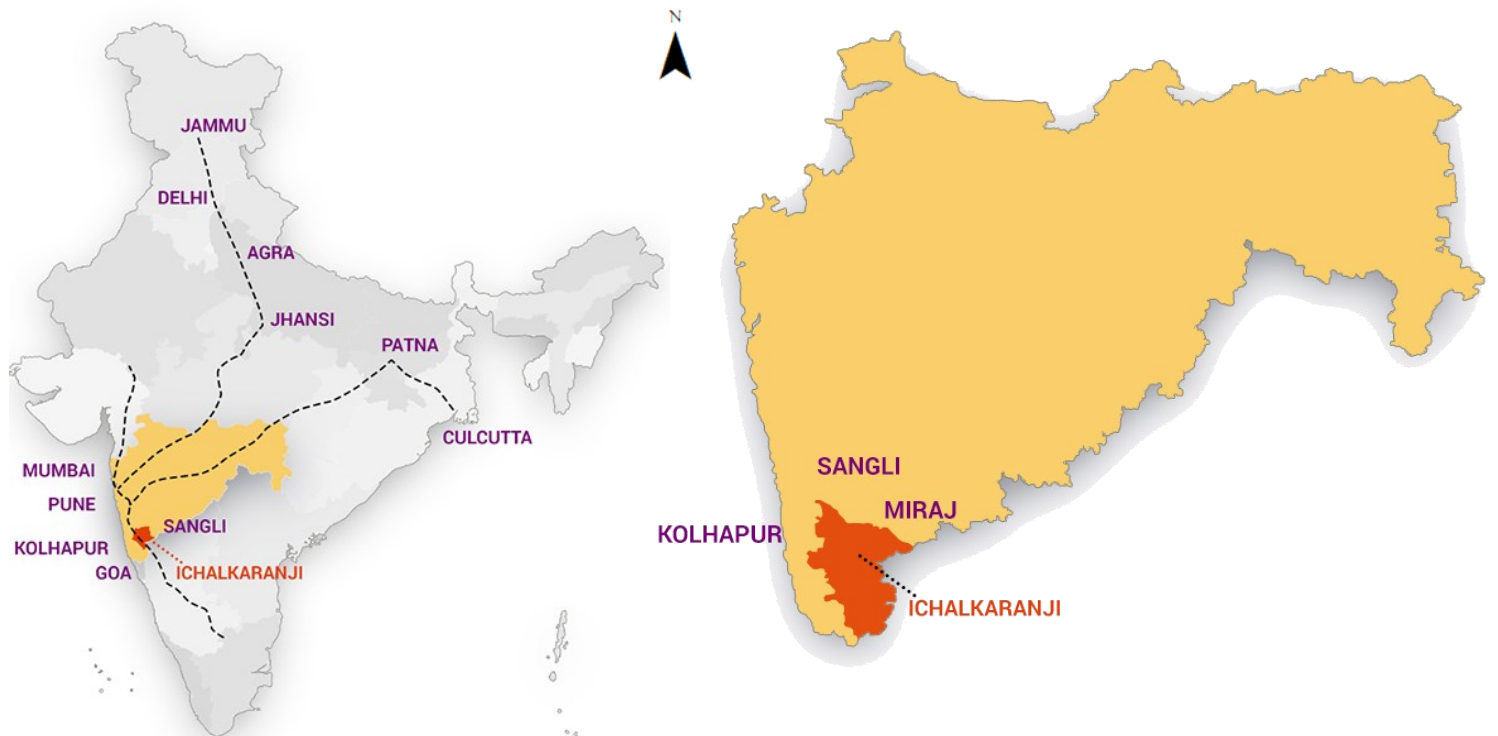 JAMMU
DELHI
AGRA
JHANSI
PATNA
CULCUTTA
MUMBAI
PUNE
SANGLI
KOLHAPUR
GOA
ICHALKARANJI
N
SANGLI
MIRAJ
KOLHAPUR
ICHALKARANJI